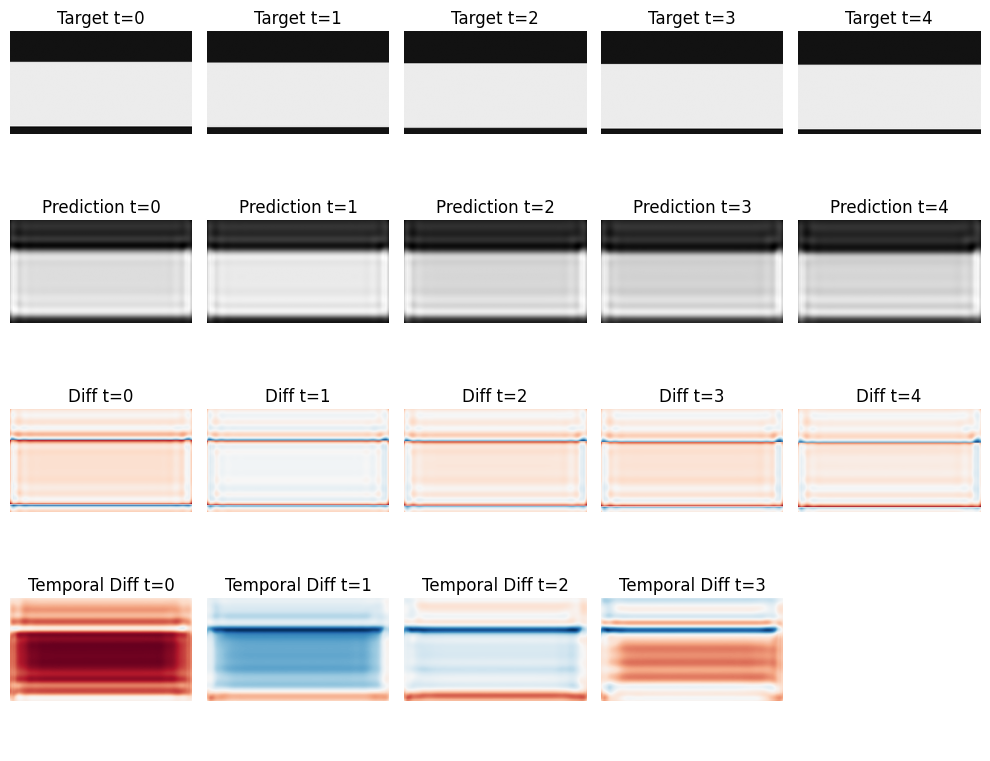 Target t=0 Target t=1 Target t=2 Target t=3 Target t=4
Prediction t=0 Prediction t=1 Prediction t=2 Prediction t=3 Prediction t=4
Diff t=0 Diff t=1 Diff t=2 Diff t=3 Diff t=4
Temporal Diff t=0 Temporal Diff t=1 Temporal Diff t=2 Temporal Diff t=3